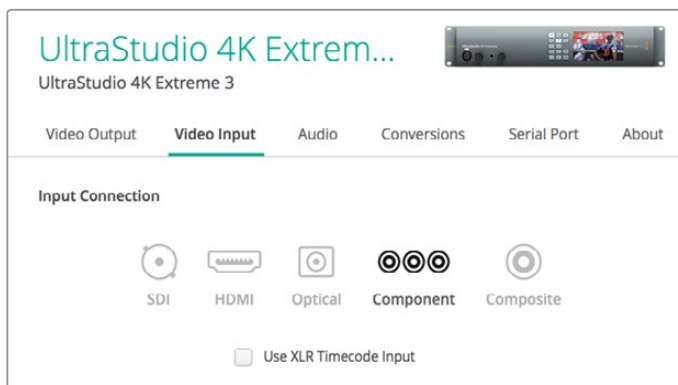 UltraStudio 4K Extrem...
UltraStudio 4K Extreme 3
Video Output Video Input Audio Conversions Serial Port About
Input Connection
SDI HDMI Optical Component Composite
Use XLR Timecode Input